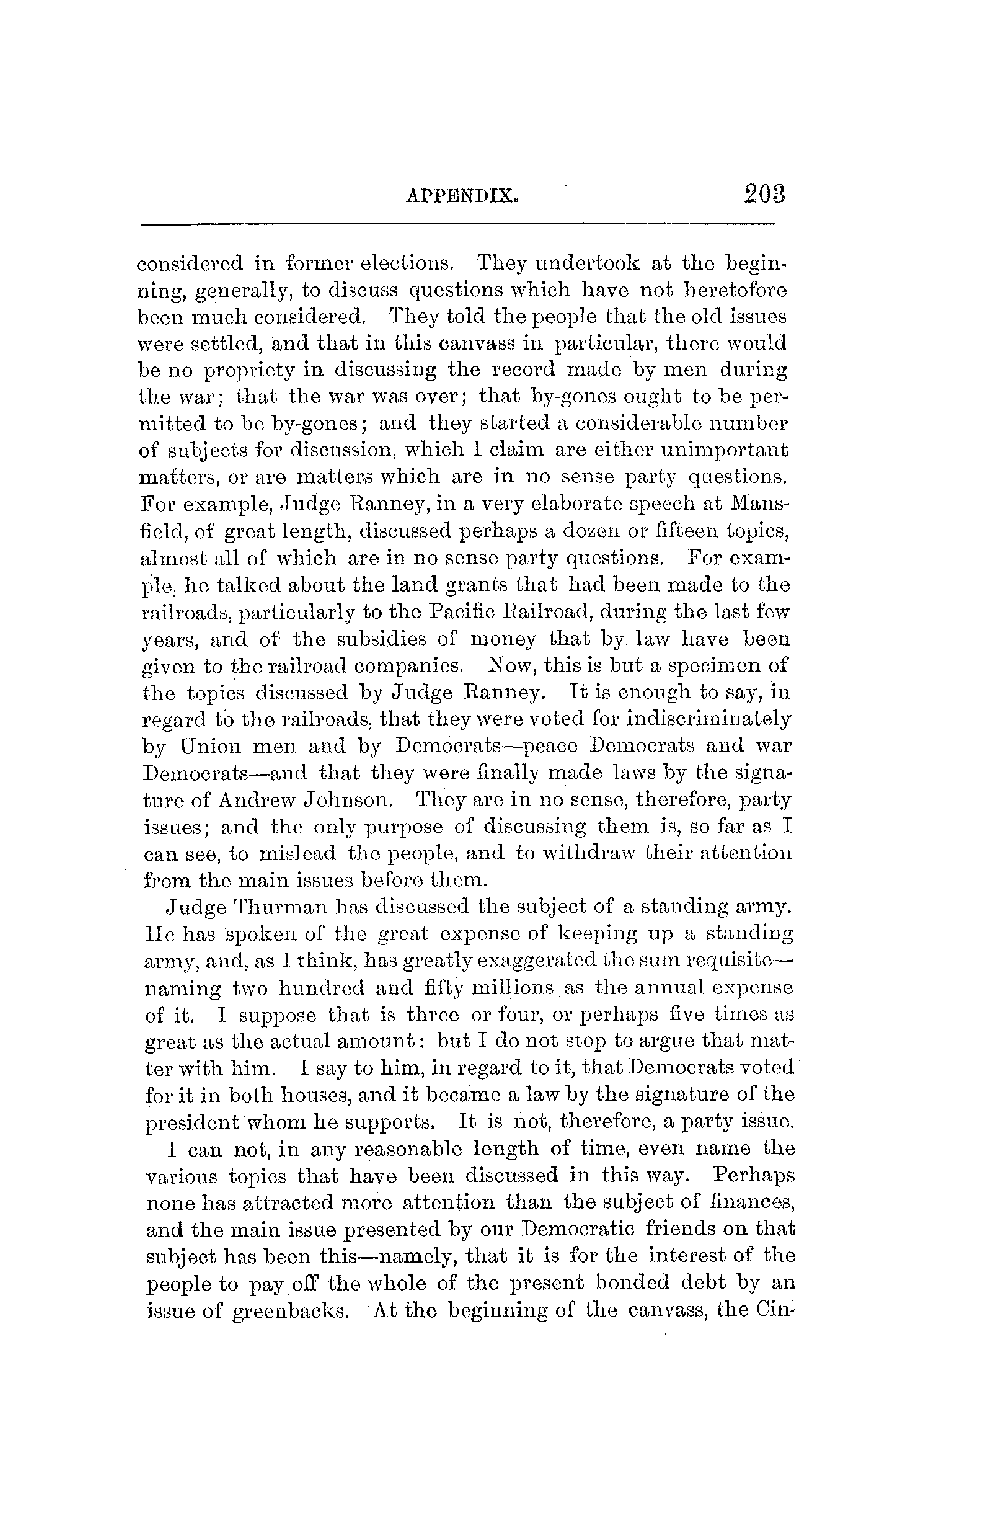 APPENDIX. 203
considered in former elections. They undertook at the begin-
ning, generally, to discuss questions which have not heretofore
been much considered. They told the people that the old issues
were settled, and that in this canvass in particular, there would
be no propriety in discussing the record made by men during
the war; that the war was over; that by-gones ought to be per-
mitted to be by-gones; and they started a considerable number
of subjects for discussion, which I claim are either unimportant
matters, or are matters which are in no sense party questions.
For example, Judge Ranney, in a very elaborate speech at Mans-
field, of great length, discussed perhaps a dozen or fifteen topics,
almost all of which are in no sense party questions. For exam-
ple, he talked about the land grants that had been made to the
railroads, particularly to the Pacific Railroad, during the last few
years, and of the subsidies of money that by law have been
given to the railroad companies. Now, this is but a specimen of
the topics discussed by Judge Ranney. It is enough to say, in
regard to the railroads, that they were voted for indiscriminately
by Union men and by Democrats—peace Democrats and war
Democrats—and that they were finally made laws by the signa-
ture of Andrew Johnson. They are in no sense, therefore, party
issues; and the only purpose of discussing them is, so far as I
can see, to mislead the people, and to withdraw their attention
from the main issues before them.
Judge Thurman has discussed the subject of a standing army.
He has spoken of the great expense of keeping up a standing
army, and, as I think, has greatly exaggerated the sum requisite—
naming two hundred and fifty millions as the annual expense
of it. I suppose that is three or four, or perhaps five times as
great as the actual amount; but I do not stop to argue that mat-
ter with him. I say to him, in regard to it, that Democrats voted
for it in both houses, and it became a law by the signature of the
president whom he supports. It is not, therefore, a party issue.
I can not, in any reasonable length of time, even name the
various topics that have been discussed in this way. Perhaps
none has attracted more attention than the subject of finances,
and the main issue presented by our Democratic friends on that
subject has been this—namely, that it is for the interest of the
people to pay off the whole of the present bonded debt by an
issue of greenbacks. At the beginning of the canvass, the Cin-